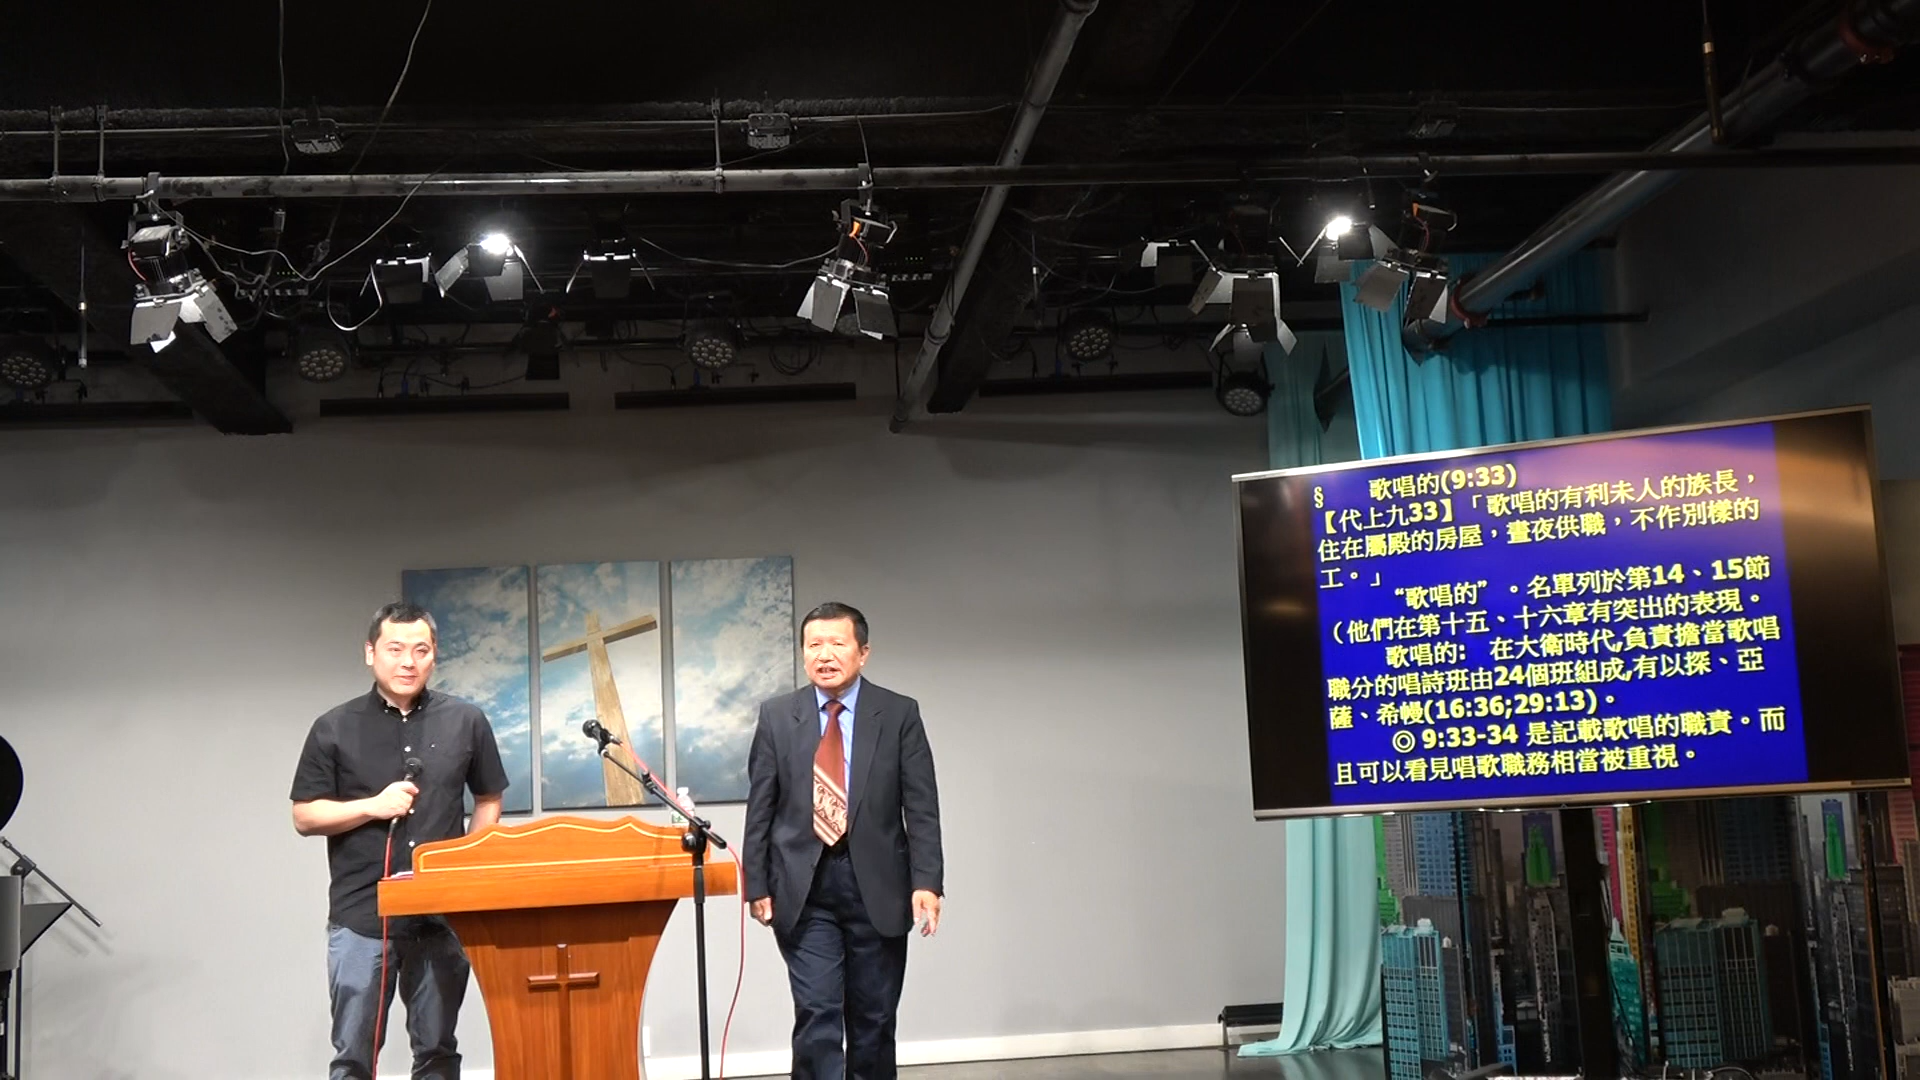 § 歌唱的(9:33)
【代上九33】「歌唱的有利未人的族長，
住在屬殿的房屋，晝夜供職，不作別樣的
工。」
“歌唱的”。名單列於第14、15節
（他們在第十五、十六章有突出的表現。
歌唱的: 在大衛時代,負責擔當歌唱
職分的唱詩班由24個班組成,有以探、亞
薩、希幔(16:36;29:13)。
◎ 9:33-34 是記載歌唱的職責。而
且可以看見唱歌職務相當被重視。